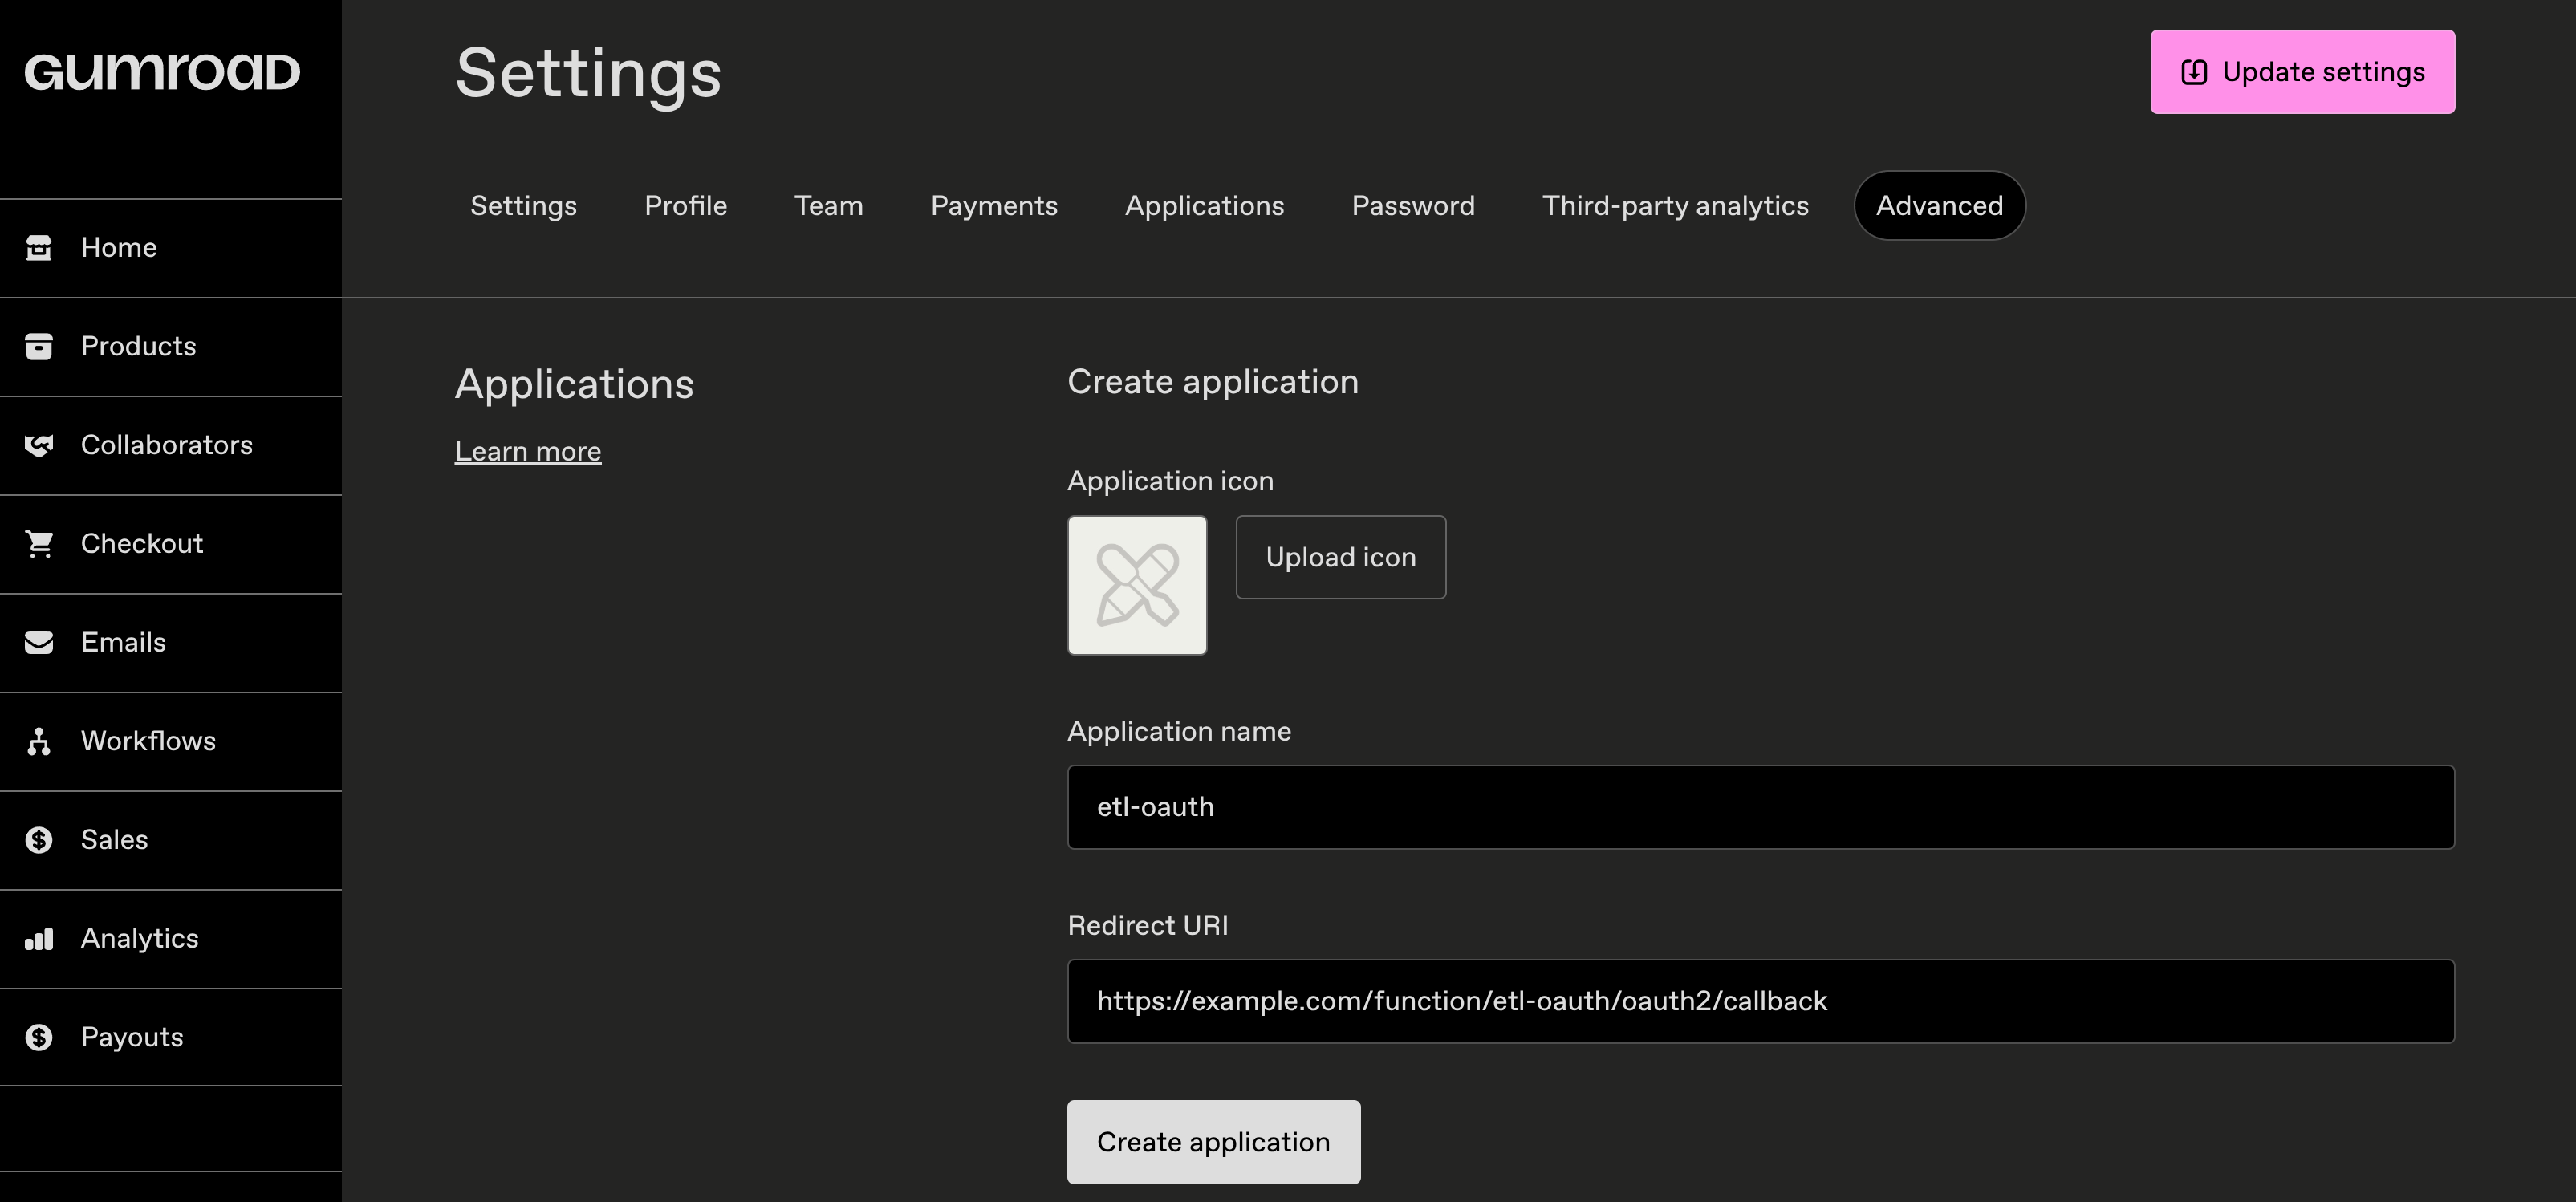 GUMROAD
Home
Products
Collaborators
Checkout
Emails
Workflows
Sales
Analytics
Payouts
Settings
Update settings
Settings
Profile
Team
Payments
Applications
Password
Third-party analytics
Advanced
Applications
Learn more
Create application
Application icon
Upload icon
Application name
etl-oauth
Redirect URI
https://example.com/function/etl-oauth/oauth2/callback
Create application